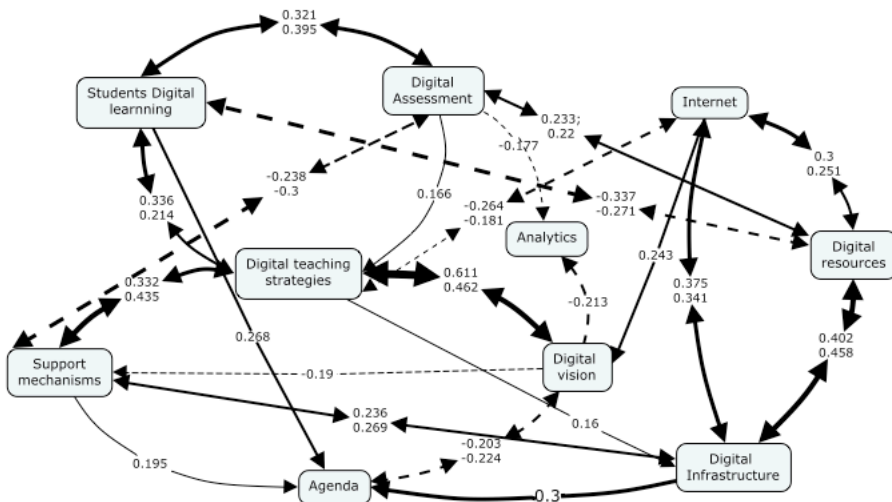 0.321
0.395
Students Digital
learnning
Digital
Assessment
Internet
0.233;
0.22
-0.177
0.3
0.251
-0.238
-0.3
0.166
-0.337
-0.271
0.336
0.214
-0.264
-0.181
Analytics
Digital
resources
Digital teaching
strategies
0.611
0.462
0.243
0.332
0.435
0.375
0.341
-0.213
0.268
0.402
0.458
Support
mechanisms
-0.19
Digital
vision
0.236
0.269
0.16
-0.203
-0.224
0.195
Agenda
0.3
Digital
Infrastructure